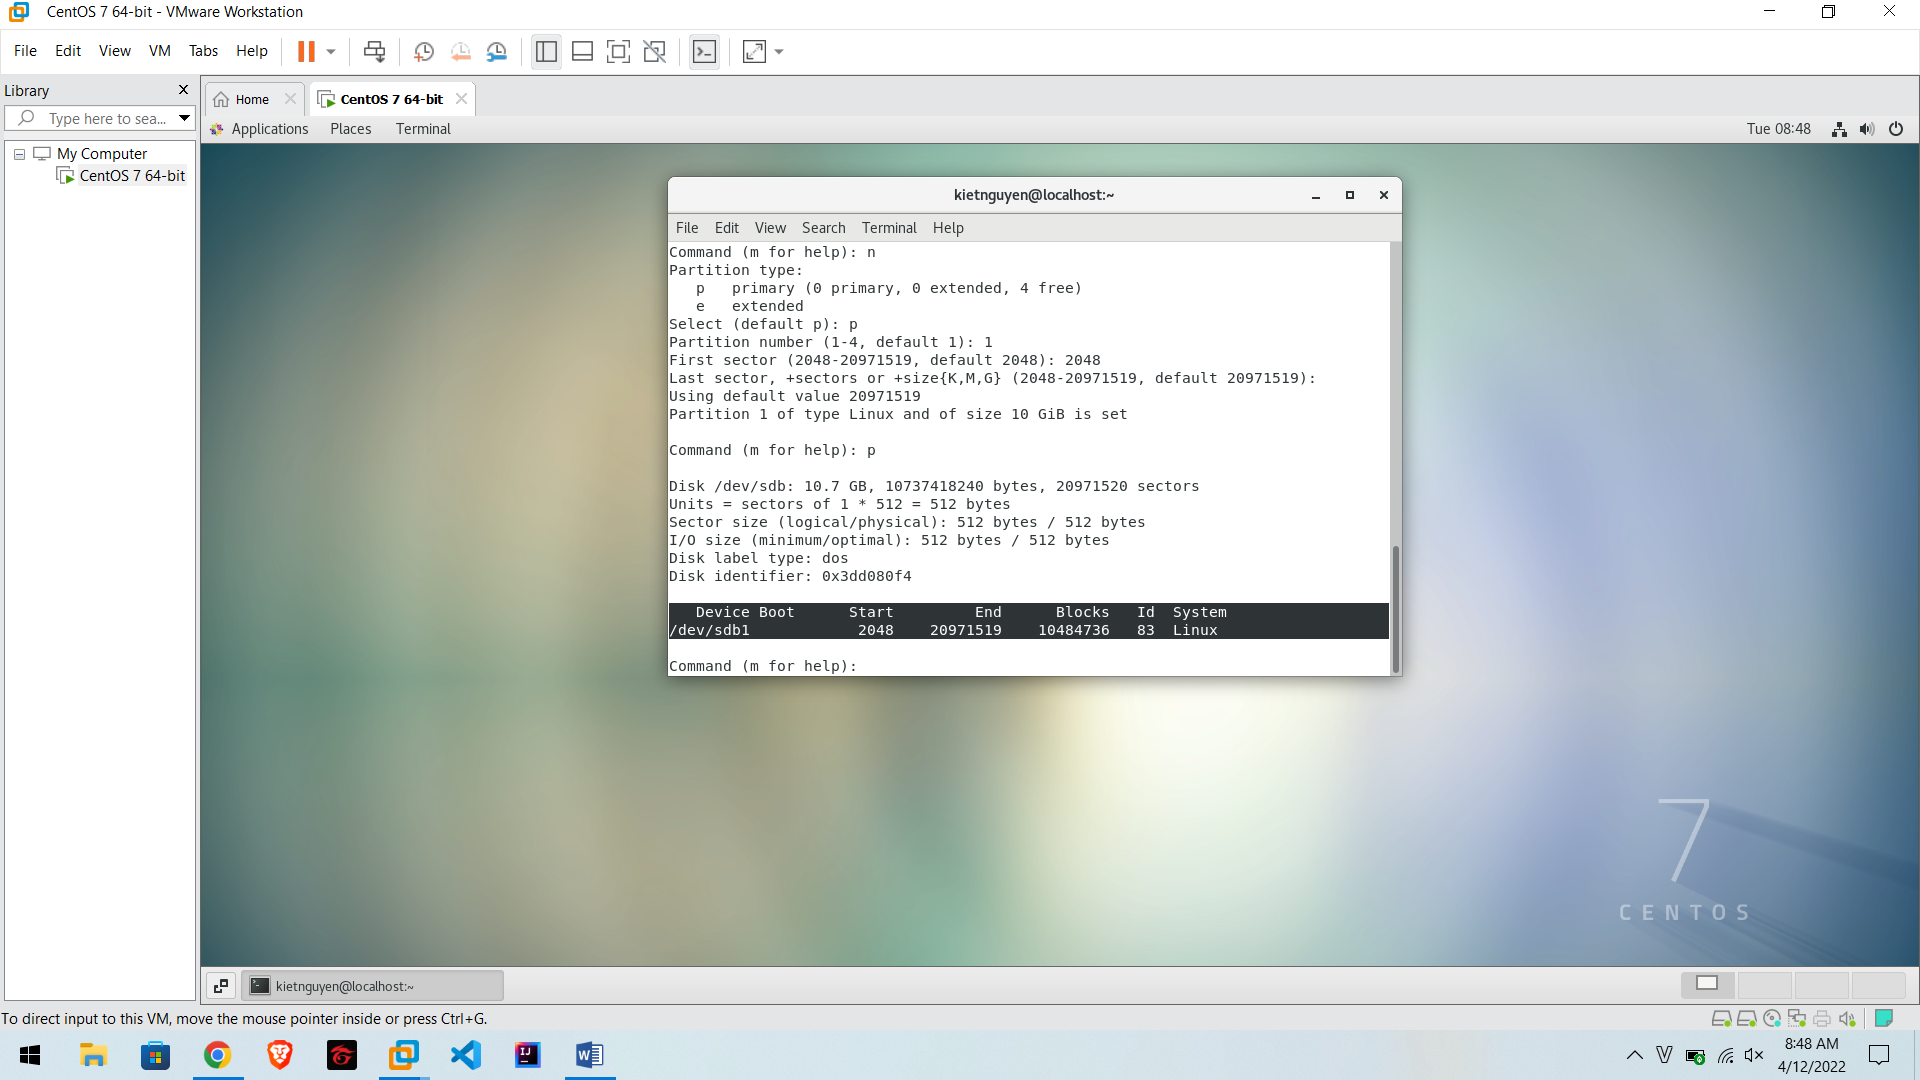 CentOS 7 64-bit - VMware Workstation
File Edit View VM Tabs Help
Library
Type here to sea...
My Computer
CentOS 7 64-bit
Home
CentOS 7 64-bit
Applications Places Terminal
Tue 08:48
kietnguyen@localhost:~
File Edit View Search Terminal Help
Command (m for help): n
Partition type:
   p   primary (0 primary, 0 extended, 4 free)
   e   extended
Select (default p): p
Partition number (1-4, default 1): 1
First sector (2048-20971519, default 2048): 2048
Last sector, +sectors or +size{K,M,G} (2048-20971519, default 20971519):
Using default value 20971519
Partition 1 of type Linux and of size 10 GiB is set
Command (m for help): p
Disk /dev/sdb: 10.7 GB, 10737418240 bytes, 20971520 sectors
Units = sectors of 1 * 512 = 512 bytes
Sector size (logical/physical): 512 bytes / 512 bytes
I/O size (minimum/optimal): 512 bytes / 512 bytes
Disk label type: dos
Disk identifier: 0x3dd080f4
   Device Boot      Start         End      Blocks   Id  System
/dev/sdb1            2048    20971519    10484736   83  Linux
Command (m for help):
7
CENTOS
kietnguyen@localhost:~
To direct input to this VM, move the mouse pointer inside or press Ctrl+G.
8:48 AM
4/12/2022